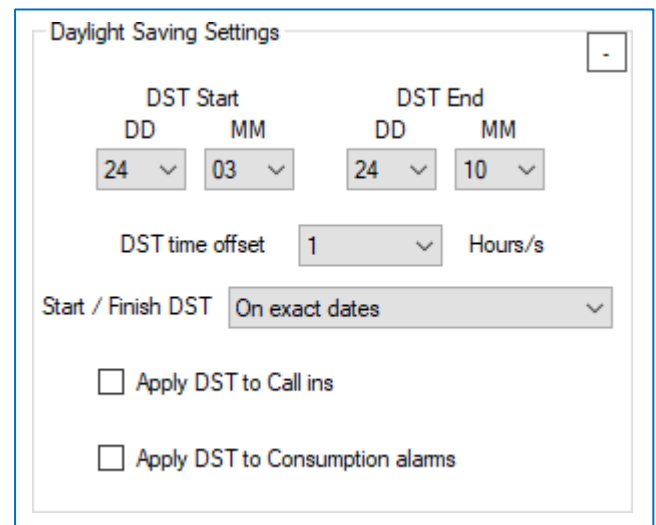 Daylight Saving Settings
-
DST Start DST End
DD MM DD MM
24 03 24 10
DST time offset 1 Hours/s
Start / Finish DST On exact dates
Apply DST to Call ins
Apply DST to Consumption alarms